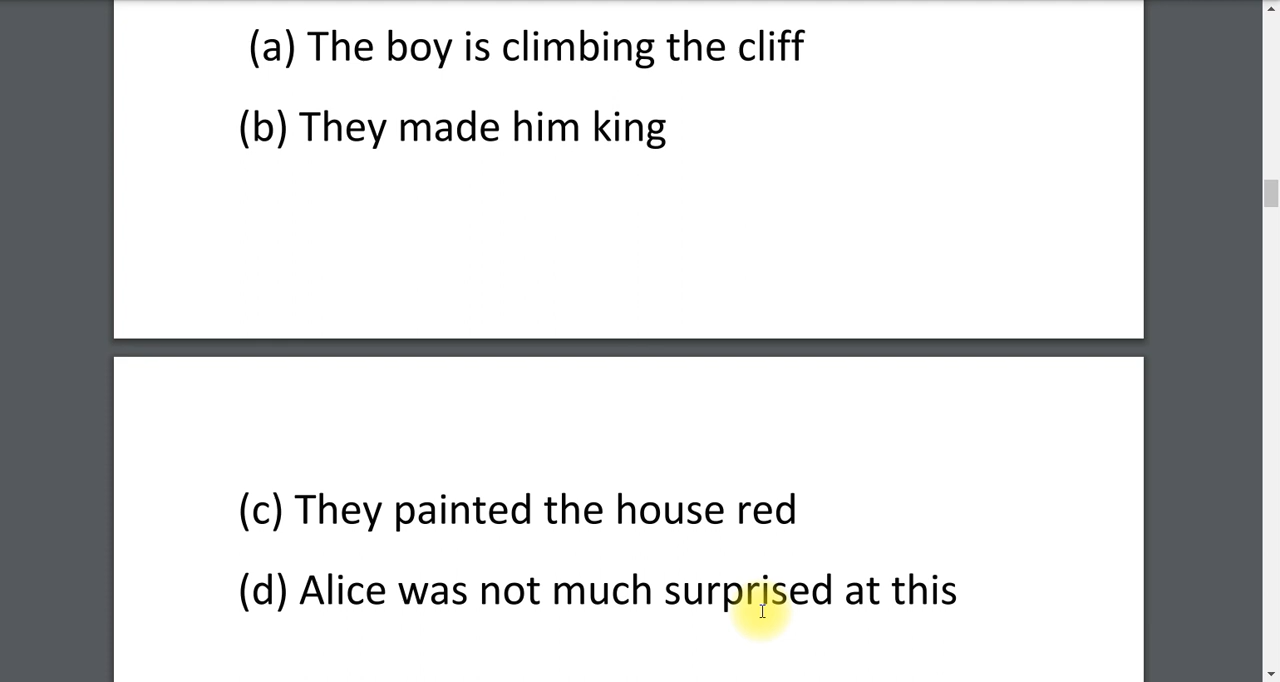 (a) The boy is climbing the cliff
(b) They made him king
(c) They painted the house red
(d) Alice was not much surprised at this